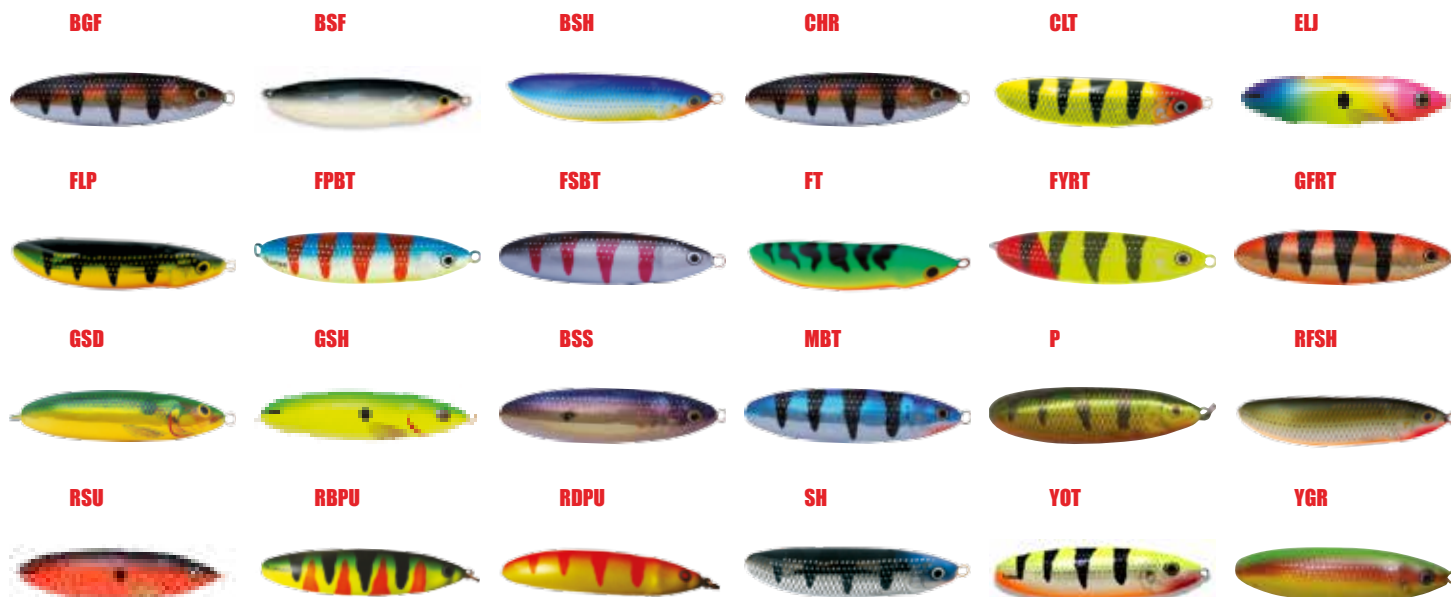 BGF BSF BSH CHR CLT ELJ
FLP FPBT FSBT FT FYRT GFRT
GSD GSH BSS MBT P RFSH
RSU RBPU RDPU SH YOT YGR